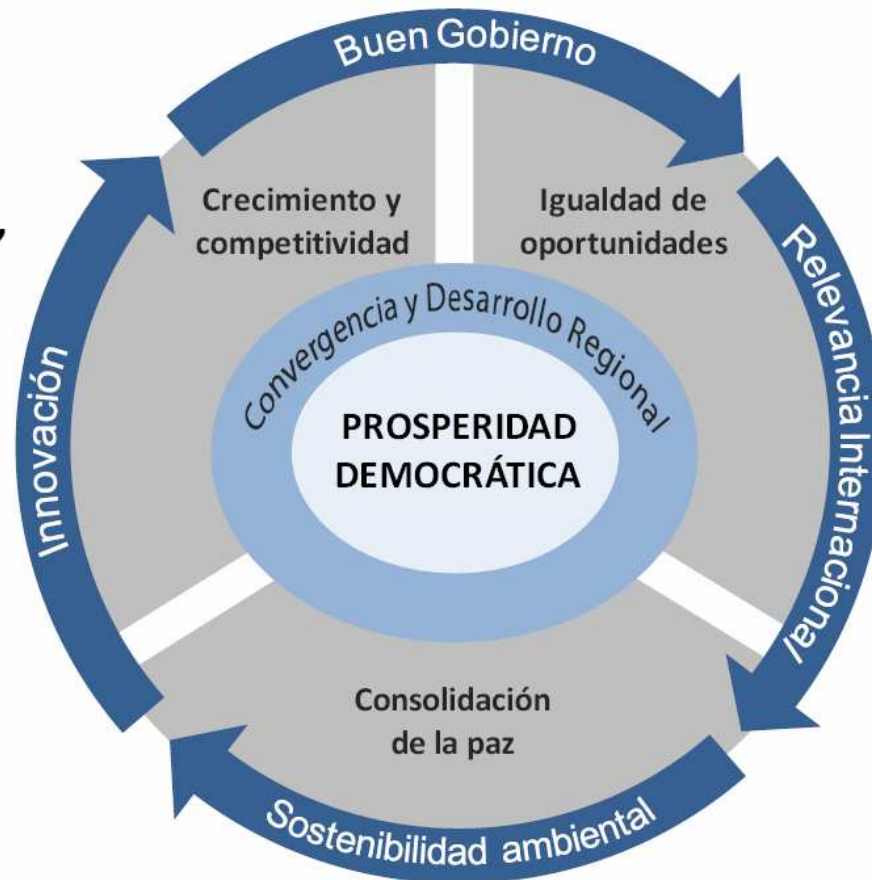 Buen Gobierno
Crecimiento y
competitividad
Igualdad de
oportunidades
Relevancia Internacional
Innovación
Convergencia y Desarrollo Regional
PROSPERIDAD
DEMOCRÁTICA
Consolidación
de la paz
Sostenibilidad ambiental